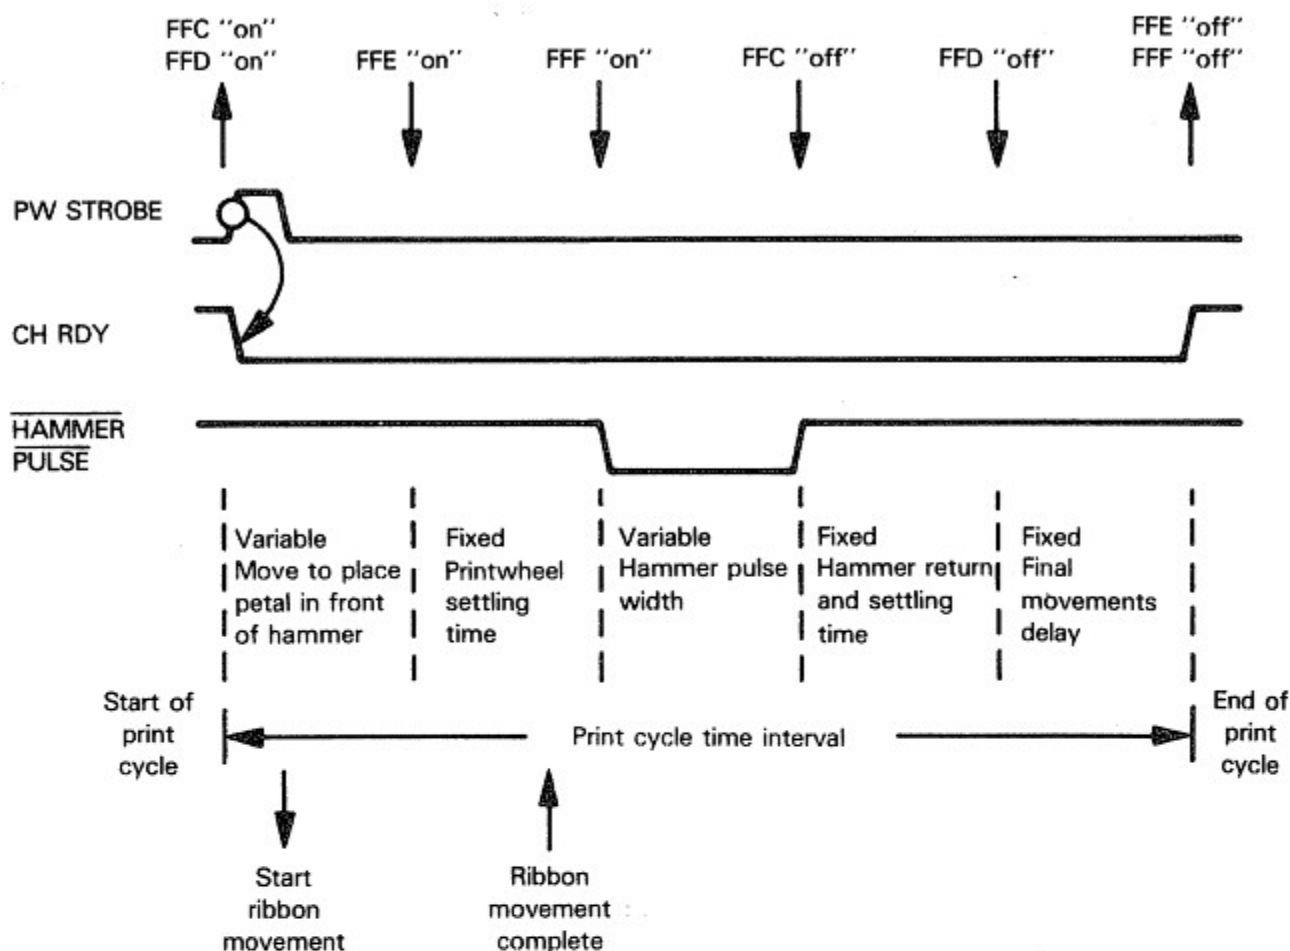 FFC "on"
FFD "on"
FFE "on"
FFF "on"
FFC "off"
FFD "off"
FFE "off"
FFF "off"
PW STROBE
CH RDY
HAMMER
PULSE
Variable
Move to place
petal in front
of hammer
Fixed
Printwheel
settling
time
Variable
Hammer pulse
width
Fixed
Hammer return
and settling
time
Fixed
Final
movements
delay
Start of
print
cycle
Print cycle time interval
End of
print
cycle
Start
ribbon
movement
Ribbon
movement
complete